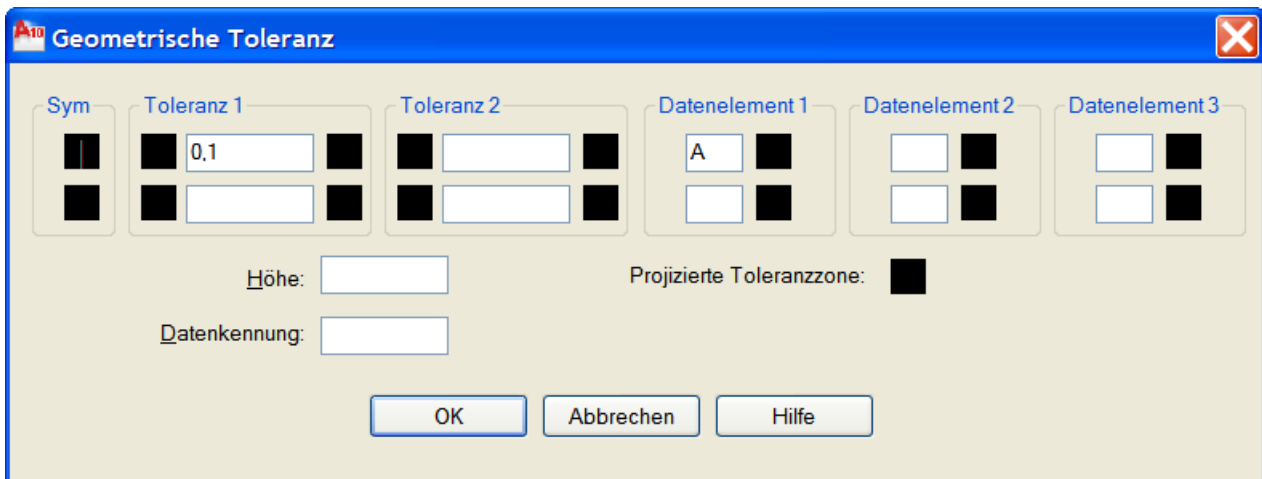 A10 Geometrische Toleranz
Sym Toleranz 1 Toleranz 2 Datenelement 1 Datenelement 2 Datenelement 3
0,1 A
Höhe: Projizierte Toleranzzone:
Datenkennung:
OK Abbrechen Hilfe